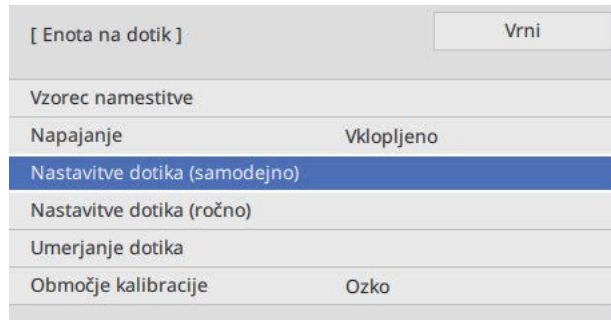 [ Enota na dotik ] Vrni
Vzorec namestitve
Napajanje Vklopljeno
Nastavitve dotika (samodejno)
Nastavitve dotika (ročno)
Umerjanje dotika
Območje kalibracije Ozko